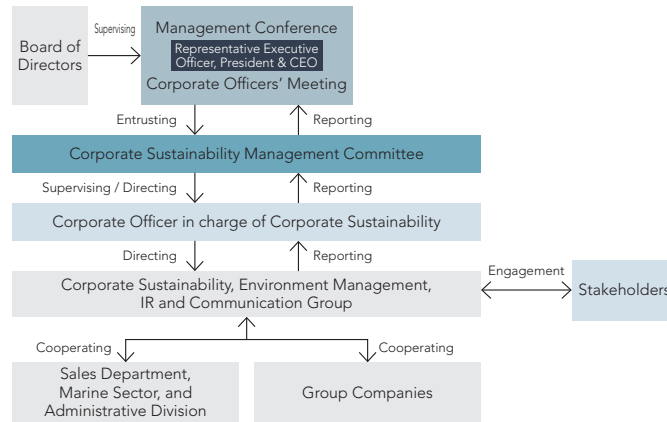 Supervising
Board of
Directors
Management Conference
Representative Executive
Officer, President & CEO
Corporate Officers' Meeting
Entrusting
Reporting
Corporate Sustainability Management Committee
Supervising / Directing
Reporting
Corporate Officer in charge of Corporate Sustainability
Directing
Reporting
Corporate Sustainability, Environment Management,
IR and Communication Group
Engagement
Stakeholders
Cooperating
Cooperating
Sales Department,
Marine Sector, and
Administrative Division
Group Companies